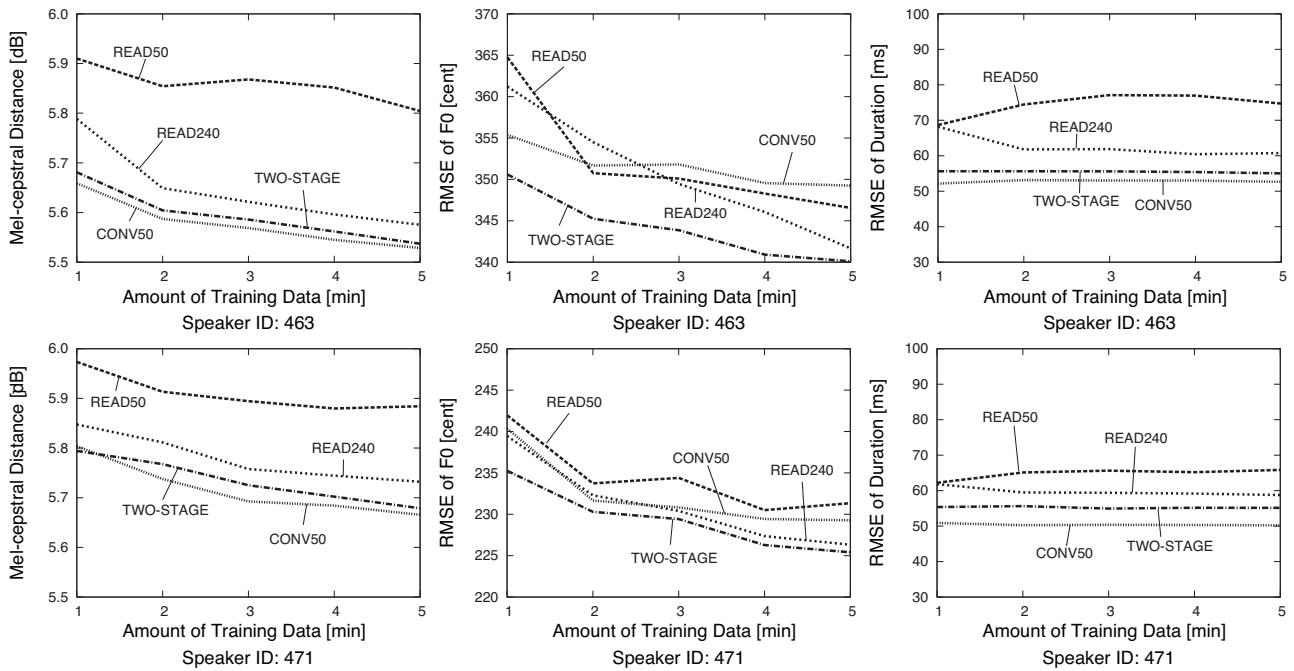 Mel-cepstral Distance [dB]
6.0
5.9
5.8
5.7
5.6
5.5
READ50
READ240
TWO-STAGE
CONV50
1 2 3 4 5
Amount of Training Data [min]
Speaker ID: 463
RMSE of F0 [cent]
370
365
360
355
350
345
340
READ50
CONV50
READ240
TWO-STAGE
1 2 3 4 5
Amount of Training Data [min]
Speaker ID: 463
RMSE of Duration [ms]
100
90
80
70
60
50
40
30
READ50
READ240
TWO-STAGE
CONV50
1 2 3 4 5
Amount of Training Data [min]
Speaker ID: 463
Mel-cepstral Distance [dB]
6.0
5.9
5.8
5.7
5.6
5.5
READ50
READ240
TWO-STAGE
CONV50
1 2 3 4 5
Amount of Training Data [min]
Speaker ID: 471
RMSE of F0 [cent]
250
245
240
235
230
225
220
READ50
CONV50
READ240
TWO-STAGE
1 2 3 4 5
Amount of Training Data [min]
Speaker ID: 471
RMSE of Duration [ms]
100
90
80
70
60
50
40
30
READ50
READ240
CONV50
TWO-STAGE
1 2 3 4 5
Amount of Training Data [min]
Speaker ID: 471